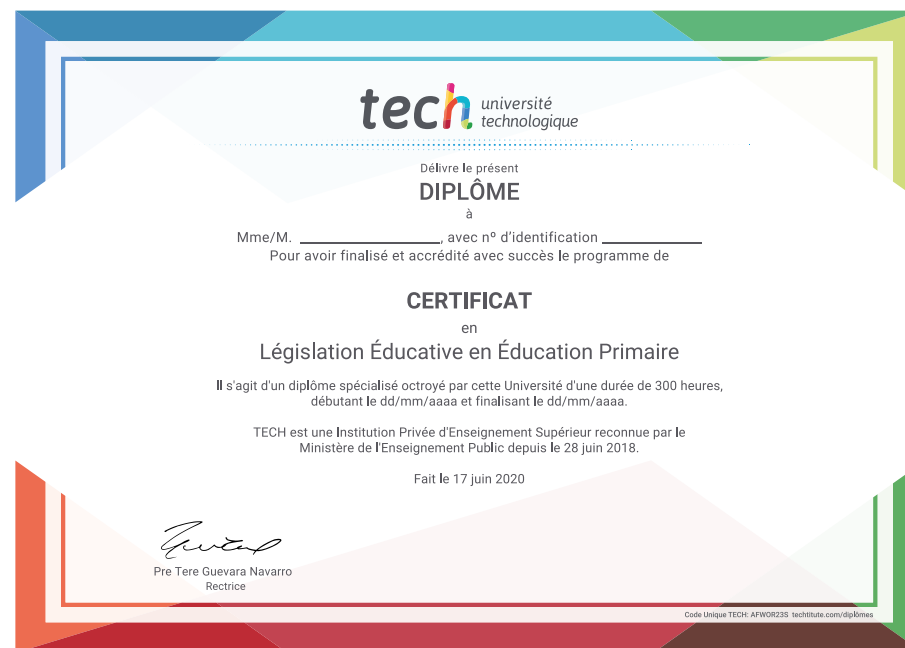 tech université
technologique
Délivre le présent
DIPLÔME
à
Mme/M. ____________________, avec nº d'identification ______________
Pour avoir finalisé et accrédité avec succès le programme de
CERTIFICAT
en
Législation Éducative en Éducation Primaire
Il s'agit d'un diplôme spécialisé octroyé par cette Université d'une durée de 300 heures,
débutant le dd/mm/aaaa et finalisant le dd/mm/aaaa.
TECH est une Institution Privée d'Enseignement Supérieur reconnue par le
Ministère de l'Enseignement Public depuis le 28 juin 2018.
Fait le 17 juin 2020
Pre Tere Guevara Navarro
Rectrice
Code Unique TECH: AFWOR23S techtitute.com/diplômes